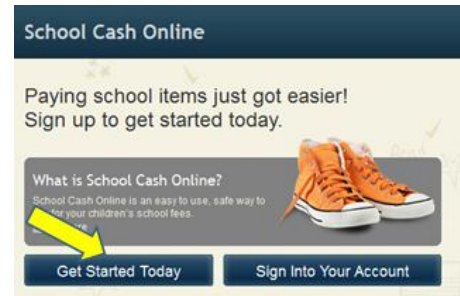 School Cash Online
Paying school items just got easier!
Sign up to get started today.
What is School Cash Online?
School Cash Online is an easy to use, safe way to
for your children's school fees.
Get Started Today
Sign Into Your Account